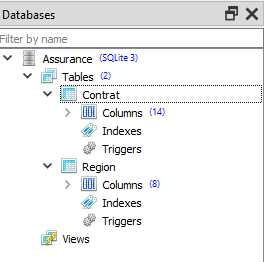 Databases
Filter by name
Assurance (SQLite 3)
Tables (2)
Contrat
Columns (14)
Indexes
Triggers
Region
Columns (8)
Indexes
Triggers
Views